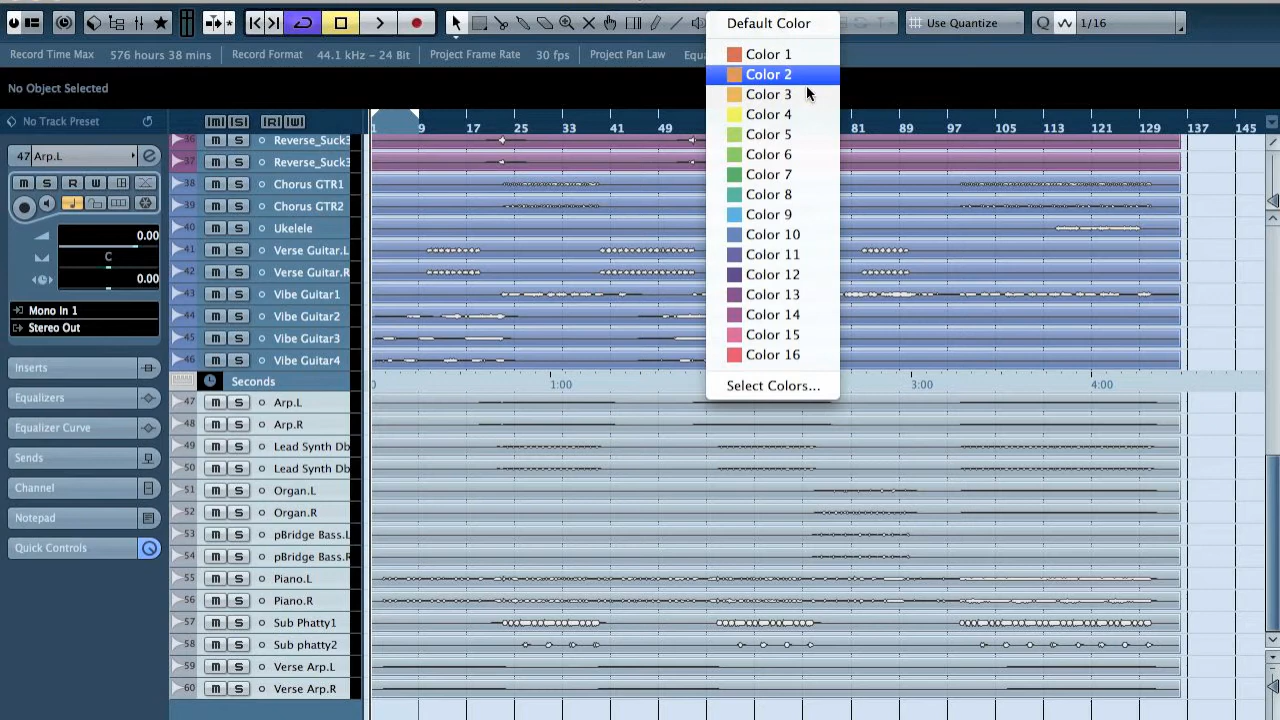 Default Color
Use Quantize
Q
1/16
Record Time Max 576 hours 38 mins Record Format 44.1 kHz - 24 Bit Project Frame Rate 30 fps Project Pan Law Equa
No Object Selected
Color 1
Color 2
Color 3
Color 4
Color 5
Color 6
Color 7
Color 8
Color 9
Color 10
Color 11
Color 12
Color 13
Color 14
Color 15
Color 16
Select Colors...
No Track Preset
47 Arp.L
m S R W
0.00
C
0.00
Mono In 1
Stereo Out
Inserts
Equalizers
Equalizer Curve
Sends
Channel
Notepad
Quick Controls
M S R W
1 9 17 25 33 41 49 81 89 97 105 113 121 129 137 145
36 Reverse_Suck3
37 Reverse_Suck3
38 Chorus GTR1
39 Chorus GTR2
40 Ukelele
41 Verse Guitar.L
42 Verse Guitar.R
43 Vibe Guitar1
44 Vibe Guitar2
45 Vibe Guitar3
46 Vibe Guitar4
Seconds 0 1:00 3:00 4:00
47 m S Arp.L
48 m S Arp.R
49 m S Lead Synth Db
50 m S Lead Synth Db
51 m S Organ.L
52 m S Organ.R
53 m S pBridge Bass.L
54 m S pBridge Bass.R
55 m S Piano.L
56 m S Piano.R
57 m S Sub Phatty1
58 m S Sub phatty2
59 m S Verse Arp.L
60 m S Verse Arp.R